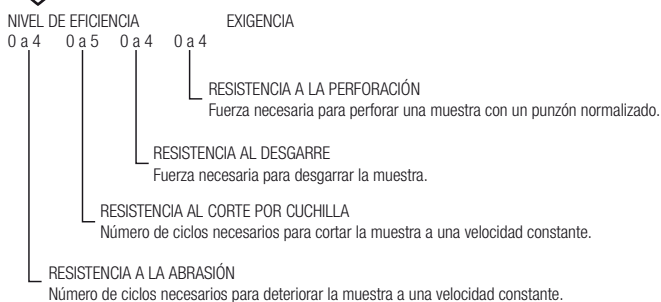 NIVEL DE EFICIENCIA EXIGENCIA
0 a 4 0 a 5 0 a 4 0 a 4
RESISTENCIA A LA PERFORACIÓN
Fuerza necesaria para perforar una muestra con un punzón normalizado.
RESISTENCIA AL DESGARRE
Fuerza necesaria para desgarrar la muestra.
RESISTENCIA AL CORTE POR CUCHILLA
Número de ciclos necesarios para cortar la muestra a una velocidad constante.
RESISTENCIA A LA ABRASIÓN
Número de ciclos necesarios para deteriorar la muestra a una velocidad constante.